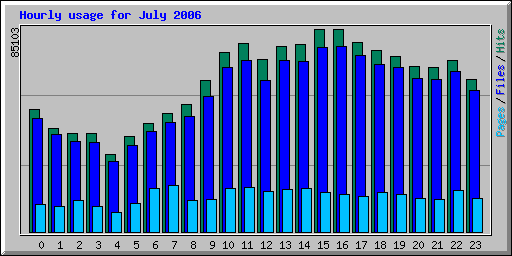 Hourly usage for July 2006
85103
Pages / Files / Hits
0 1 2 3 4 5 6 7 8 9 10 11 12 13 14 15 16 17 18 19 20 21 22 23